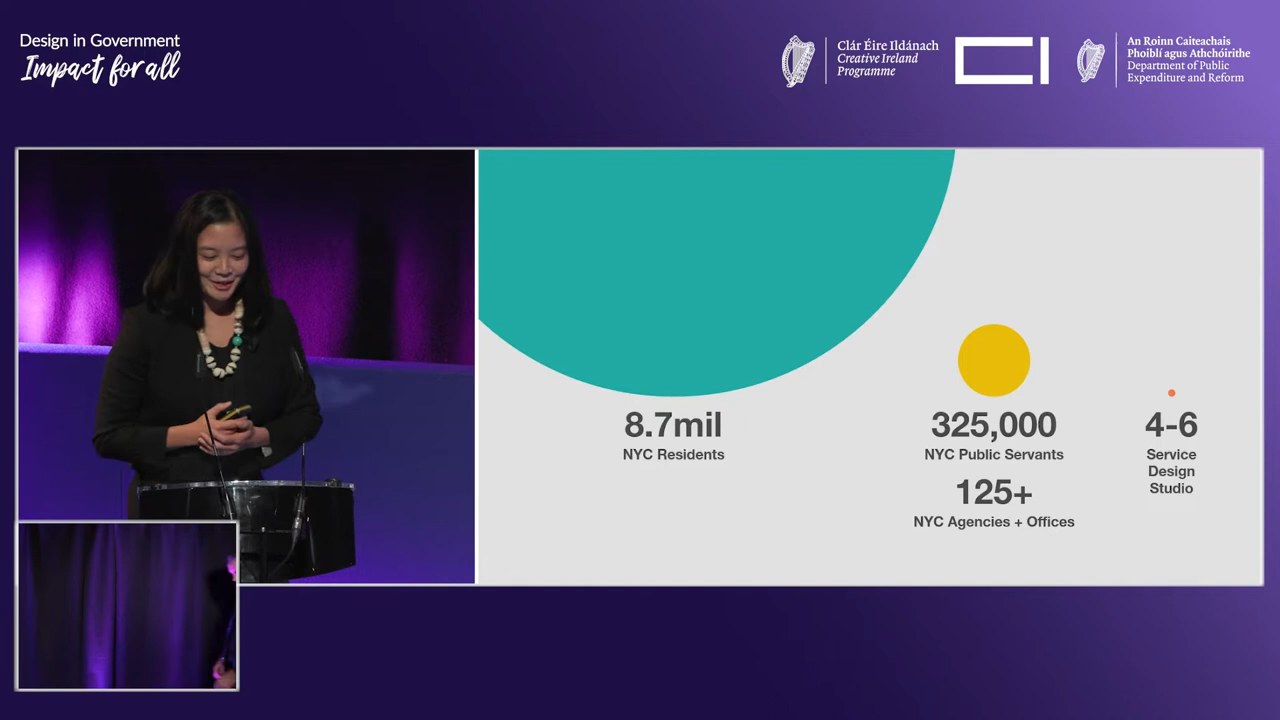 Design in Government
Impact for all
Clár Éire Ildánach
Creative Ireland
Programme
CI
An Roinn Caiteachais
Phoiblí agus Athchóirithe
Department of Public
Expenditure and Reform
8.7mil
NYC Residents
325,000
NYC Public Servants
125+
NYC Agencies + Offices
4-6
Service
Design
Studio